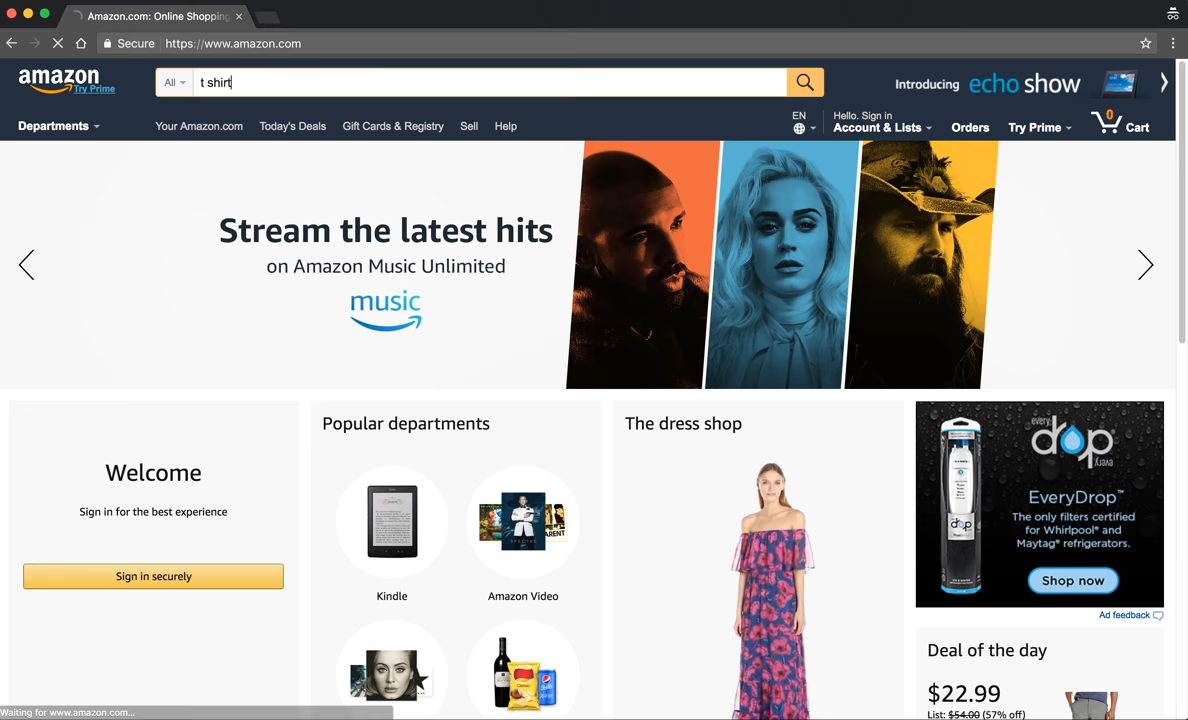 Amazon.com: Online Shopping
Secure https://www.amazon.com
amazon
Try Prime
All
t shirt
Introducing echo show
Departments
Your Amazon.com
Today's Deals
Gift Cards & Registry
Sell
Help
EN
Hello. Sign in
Account & Lists
Orders
Try Prime
0
Cart
Stream the latest hits
on Amazon Music Unlimited
music
Welcome
Sign in for the best experience
Sign in securely
Popular departments
Kindle
Amazon Video
The dress shop
every
drop
EveryDrop™
The only filters certified
for Whirlpool® and
Maytag® refrigerators.
Shop now
Ad feedback
Deal of the day
$22.99
List: $54.00 (57% off)
Waiting for www.amazon.com...